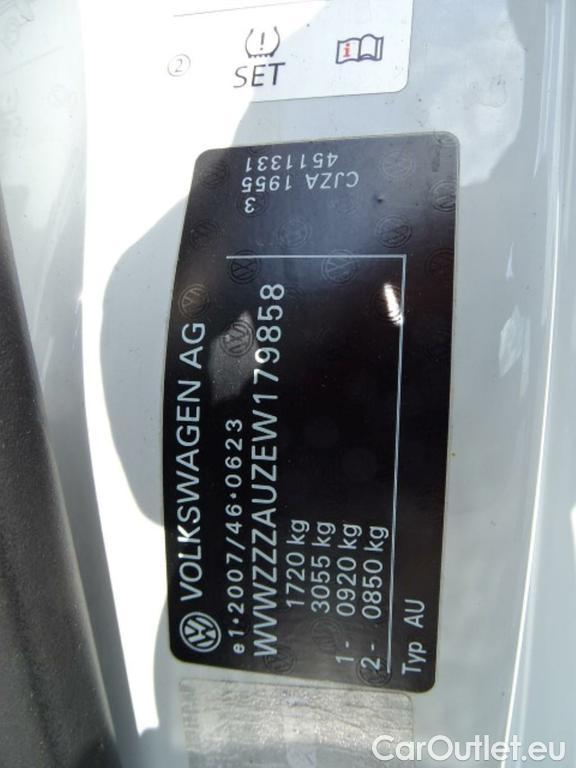 ②
SET
i
VOLKSWAGEN AG
e1*2007/46*0623
WVWZZZAUZEW179858
1720 kg
3055 kg
1- 0920 kg
2- 0850 kg
Typ AU
3
CJZA 1955
4511331
CarOutlet.eu